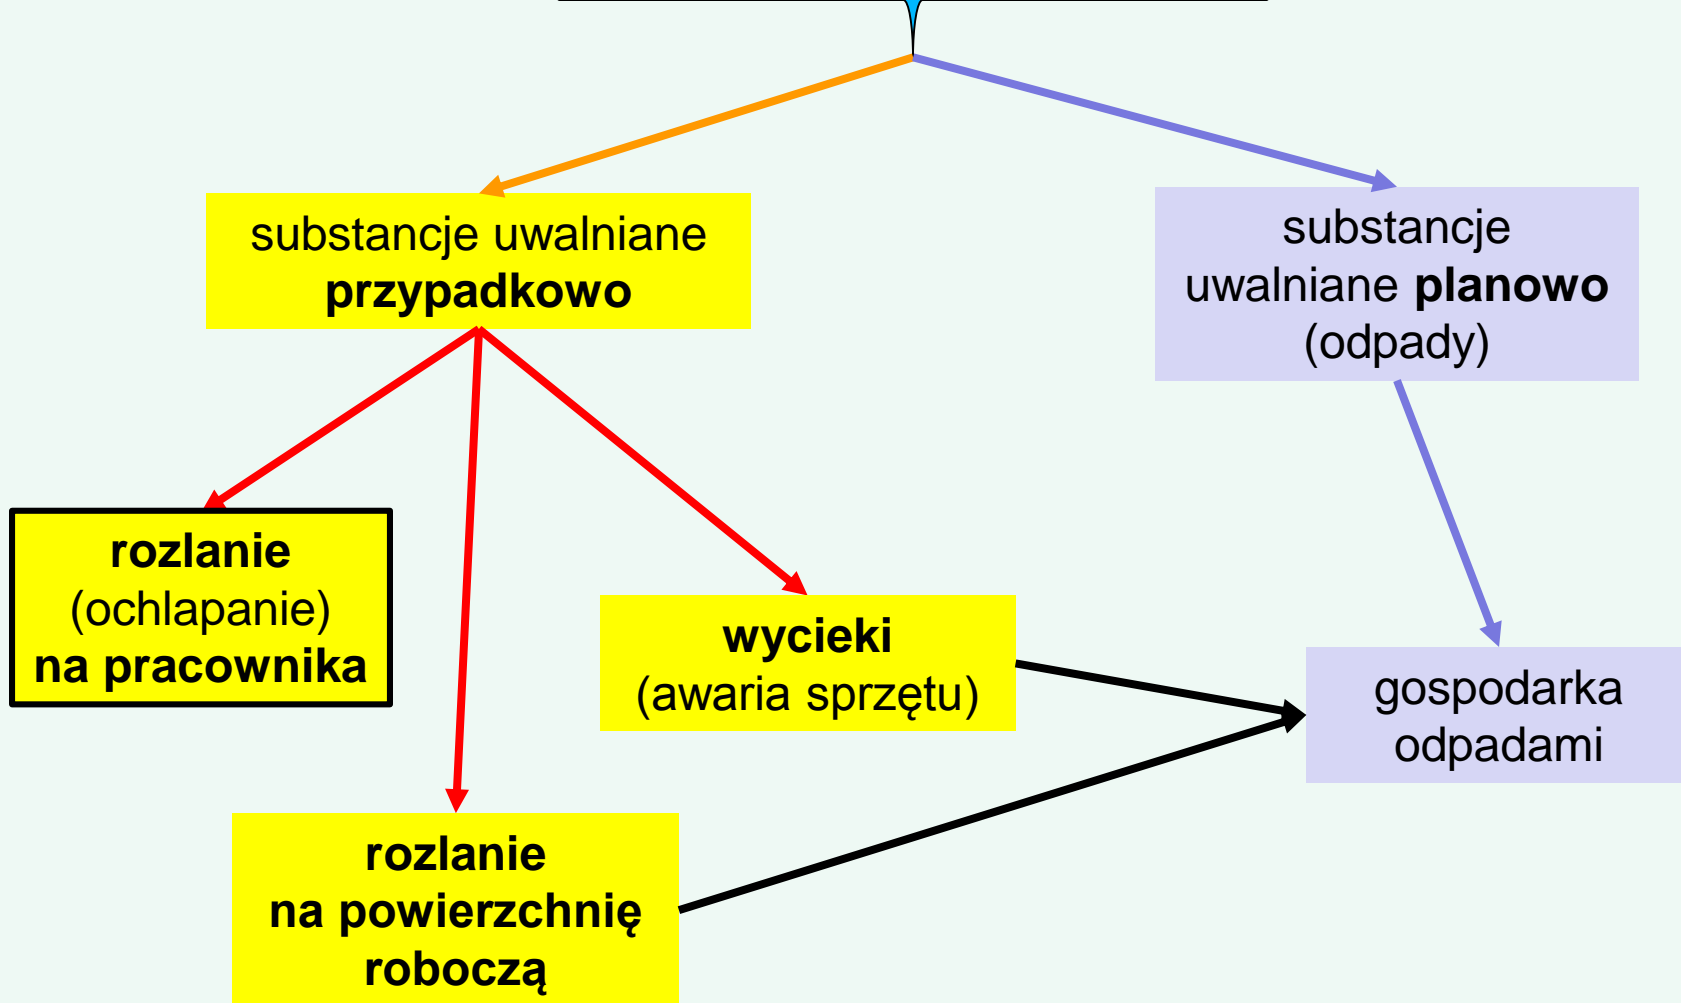 substancje uwalniane
przypadkowo
substancje
uwalniane planowo
(odpady)
rozlanie
(ochlapanie)
na pracownika
wycieki
(awaria sprzętu)
gospodarka
odpadami
rozlanie
na powierzchnię
roboczą